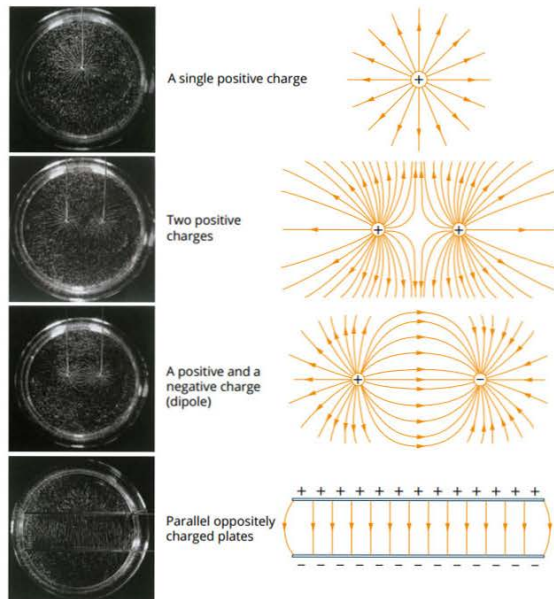 A single positive charge
+
Two positive
charges
+ +
A positive and a
negative charge
(dipole)
+ −
+ + + + + + + + + + + +
Parallel oppositely
charged plates
− − − − − − − − − − − −